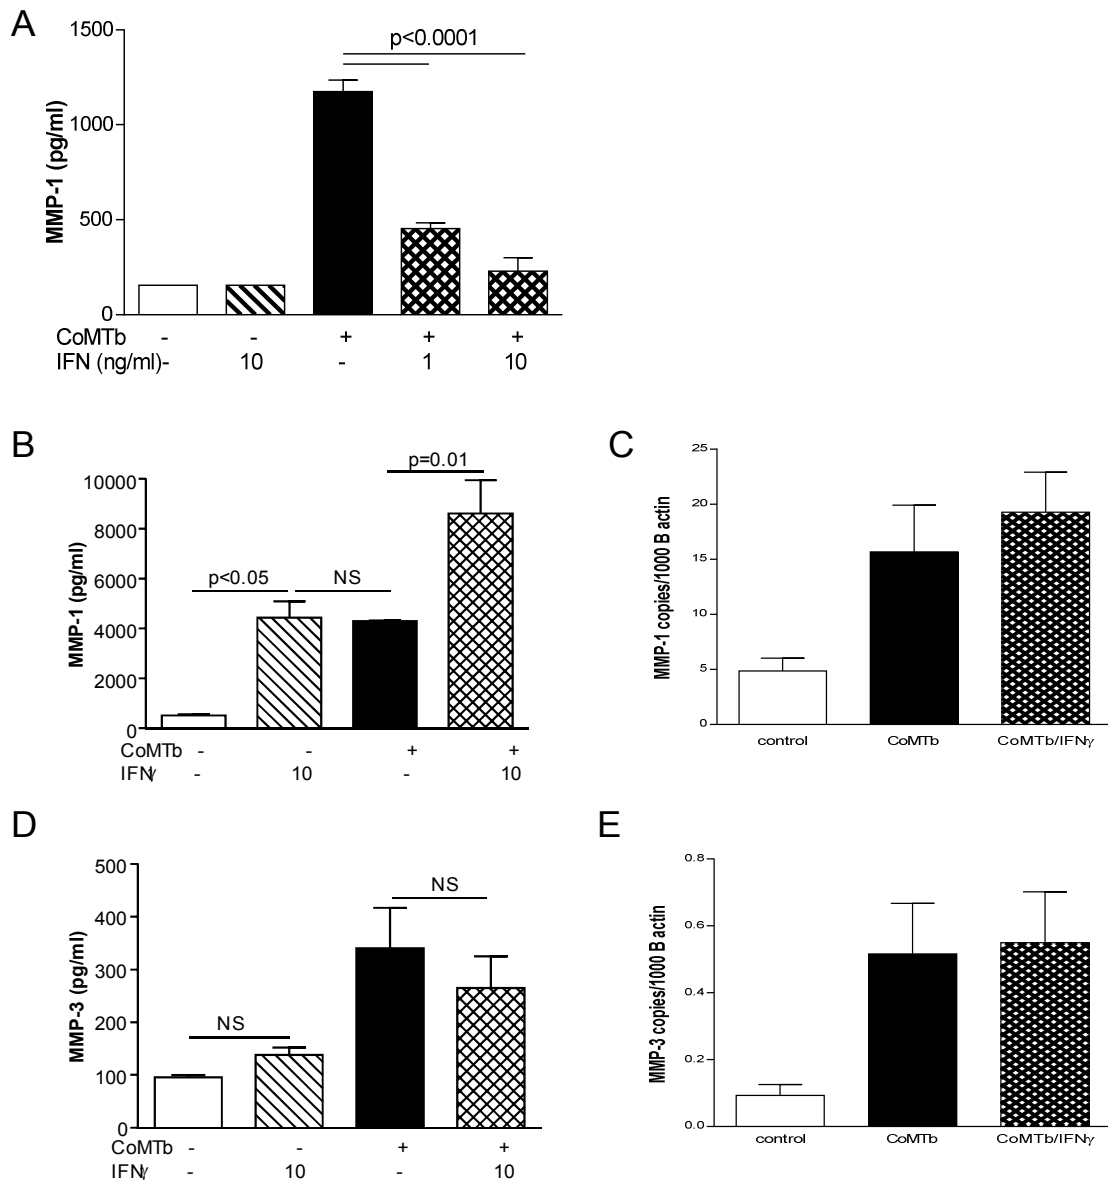 A
1500
p<0.0001
1000
MMP-1 (pg/ml)
500
0
CoMTb - - + + +
IFN (ng/ml)- 10 - 1 10
B
p=0.01
10000
8000
p<0.05 NS
6000
MMP-1 (pg/ml)
4000
2000
0
CoMTb - - + +
IFNγ - 10 - 10
C
25
20
15
MMP-1 copies/1000 B actin
10
5
0
control CoMTb CoMTb/IFNγ
D
500
NS
400
300
MMP-3 (pg/ml)
200
NS
100
0
CoMTb - - + +
IFNγ - 10 - 10
E
0.8
0.6
MMP-3 copies/1000 B actin
0.4
0.2
0.0
control CoMTb CoMTb/IFNγ